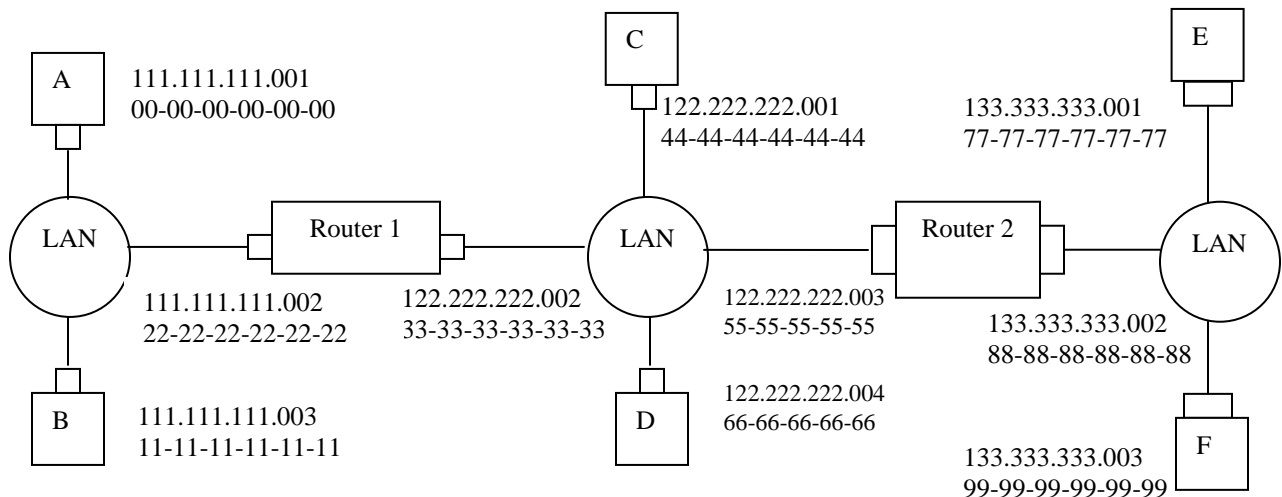 A
111.111.111.001
00-00-00-00-00-00
C
122.222.222.001
44-44-44-44-44-44
E
133.333.333.001
77-77-77-77-77-77
LAN
Router 1
LAN
Router 2
LAN
111.111.111.002
22-22-22-22-22-22
122.222.222.002
33-33-33-33-33-33
122.222.222.003
55-55-55-55-55
133.333.333.002
88-88-88-88-88-88
B
111.111.111.003
11-11-11-11-11-11
D
122.222.222.004
66-66-66-66-66
F
133.333.333.003
99-99-99-99-99-99